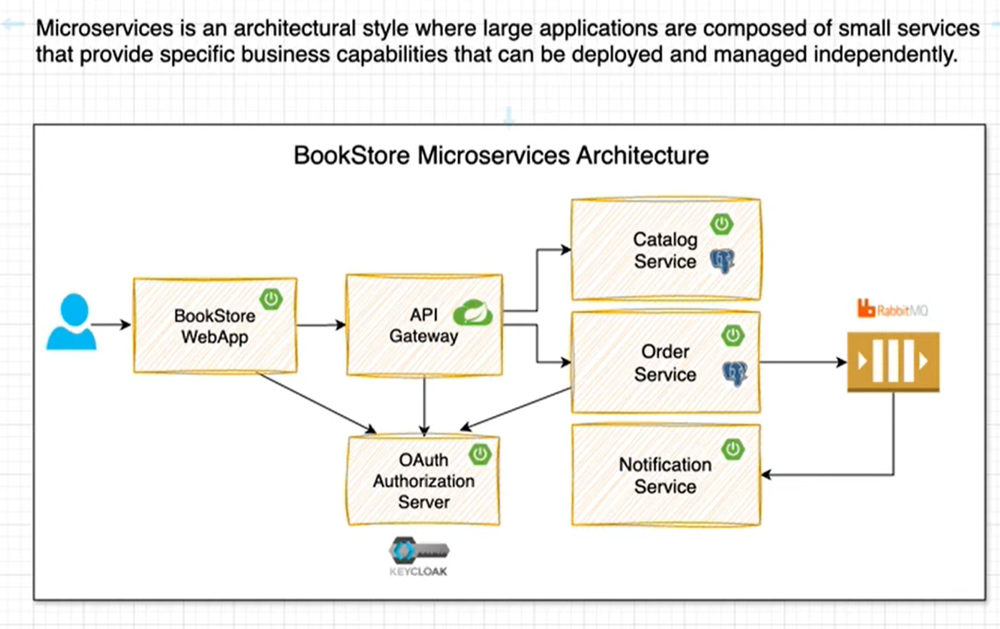 Microservices is an architectural style where large applications are composed of small services
that provide specific business capabilities that can be deployed and managed independently.
BookStore Microservices Architecture
BookStore
WebApp
API
Gateway
Catalog
Service
Order
Service
RabbitMQ
OAuth
Authorization
Server
Notification
Service
KEYCLOAK